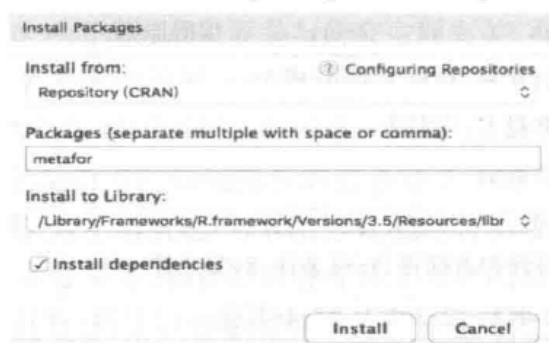 Install Packages
Install from:
? Configuring Repositories
Repository (CRAN)
Packages (separate multiple with space or comma):
metafor
Install to Library:
/Library/Frameworks/R.framework/Versions/3.5/Resources/libr
Install dependencies
Install
Cancel